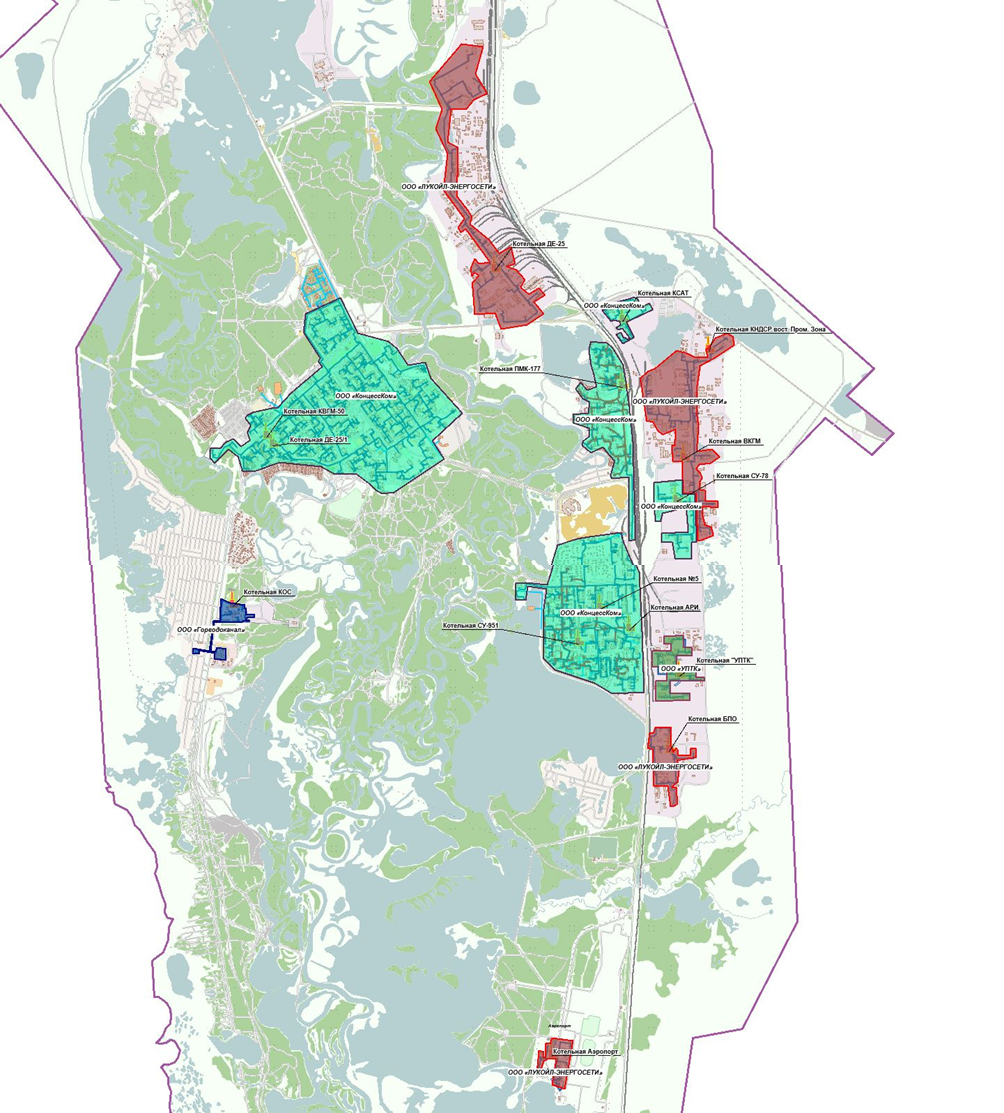 ООО «ЛУКОЙЛ-ЭНЕРГОСЕТИ»
Котельная ДЕ-25
Котельная КСАТ
ООО «КонцессКом»
Котельная КНДСР вост. Пром. Зона
Котельная ПМК-177
ООО «КонцессКом»
ООО «ЛУКОЙЛ-ЭНЕРГОСЕТИ»
Котельная КВГМ-50
ООО «КонцессКом»
Котельная ДЕ-25/1
Котельная ВКГМ
Котельная СУ-78
ООО «КонцессКом»
Котельная №5
Котельная КОС
Котельная АРИ
ООО «КонцессКом»
ООО «Горводоканал»
Котельная СУ-951
Котельная "УПТК"
ООО «УПТК»
Котельная БПО
ООО «ЛУКОЙЛ-ЭНЕРГОСЕТИ»
Аэропорт
Котельная Аэропорт
ООО «ЛУКОЙЛ-ЭНЕРГОСЕТИ»